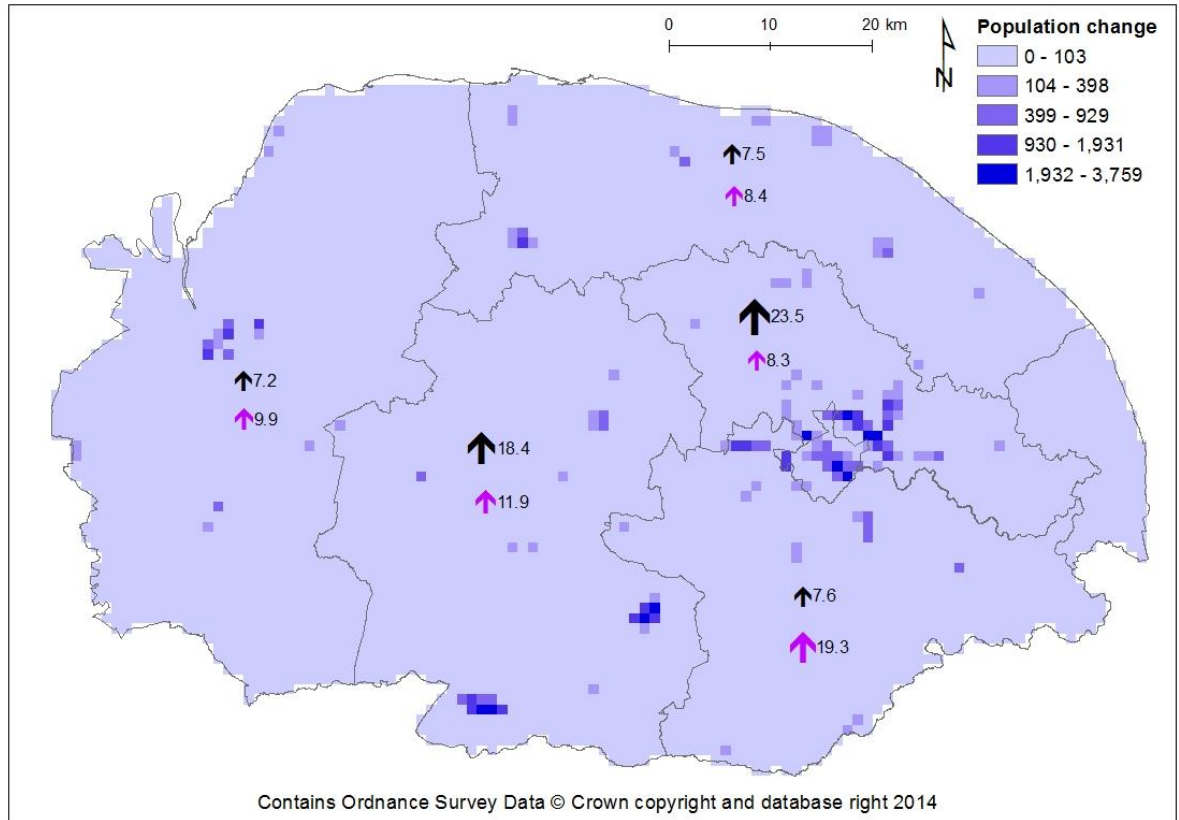 0 10 20 km
N
Population change
0 - 103
104 - 398
399 - 929
930 - 1,931
1,932 - 3,759
7.5
8.4
23.5
8.3
7.2
9.9
18.4
11.9
7.6
19.3
Contains Ordnance Survey Data © Crown copyright and database right 2014